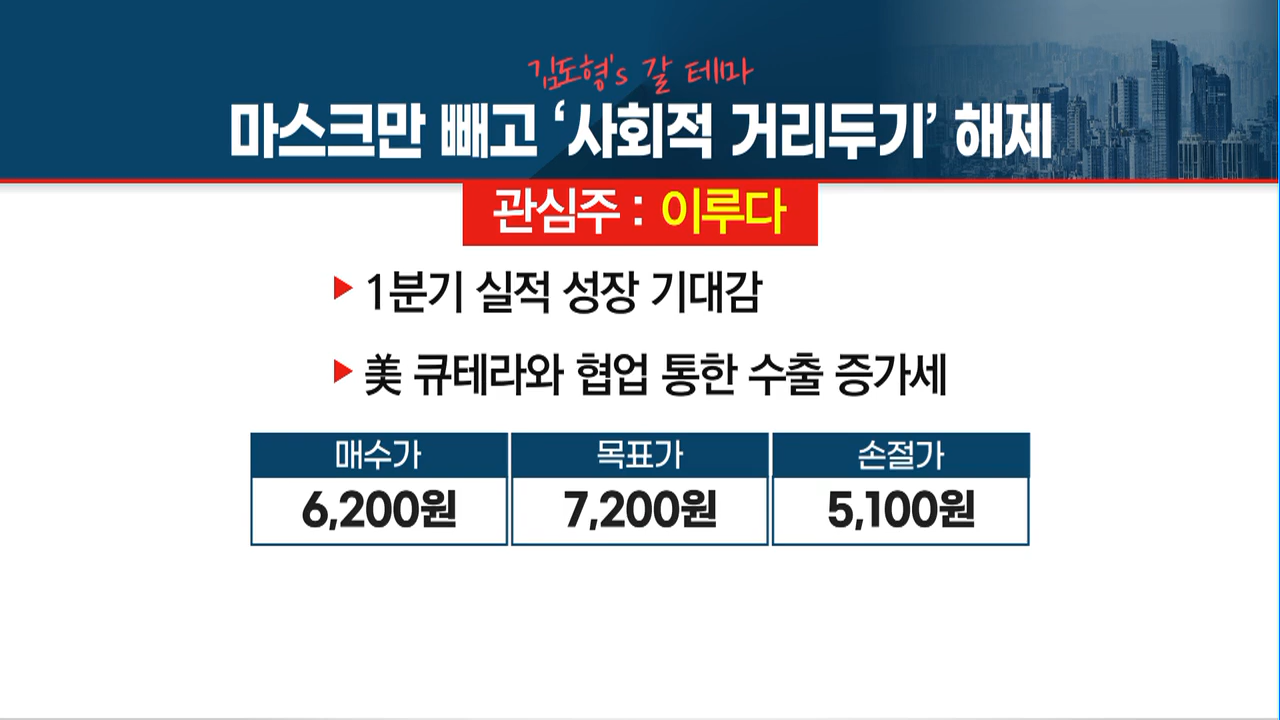 김도형's 갈 테마
마스크만 빼고 ‘사회적 거리두기’ 해제
관심주 : 이루다
▶ 1분기 실적 성장 기대감
▶ 美 큐테라와 협업 통한 수출 증가세
매수가 목표가 손절가
6,200원 7,200원 5,100원